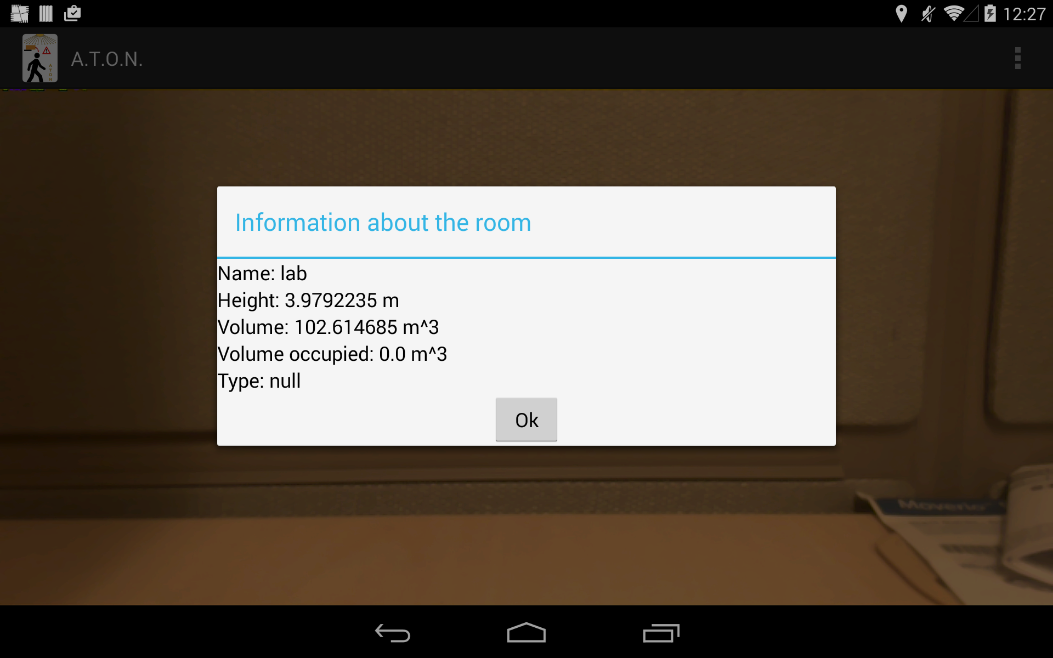 12:27
A.T.O.N.
Information about the room
Name: lab
Height: 3.9792235 m
Volume: 102.614685 m^3
Volume occupied: 0.0 m^3
Type: null
Ok